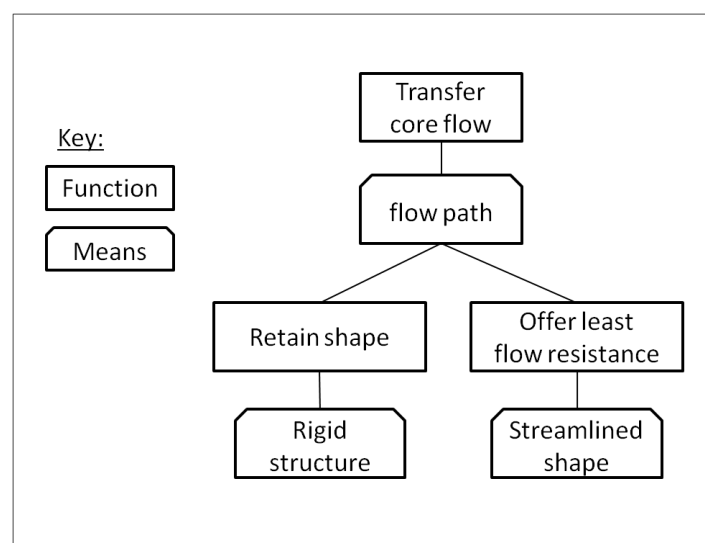 Transfer
core flow
Key:
Function
flow path
Means
Retain shape
Offer least
flow resistance
Rigid
structure
Streamlined
shape